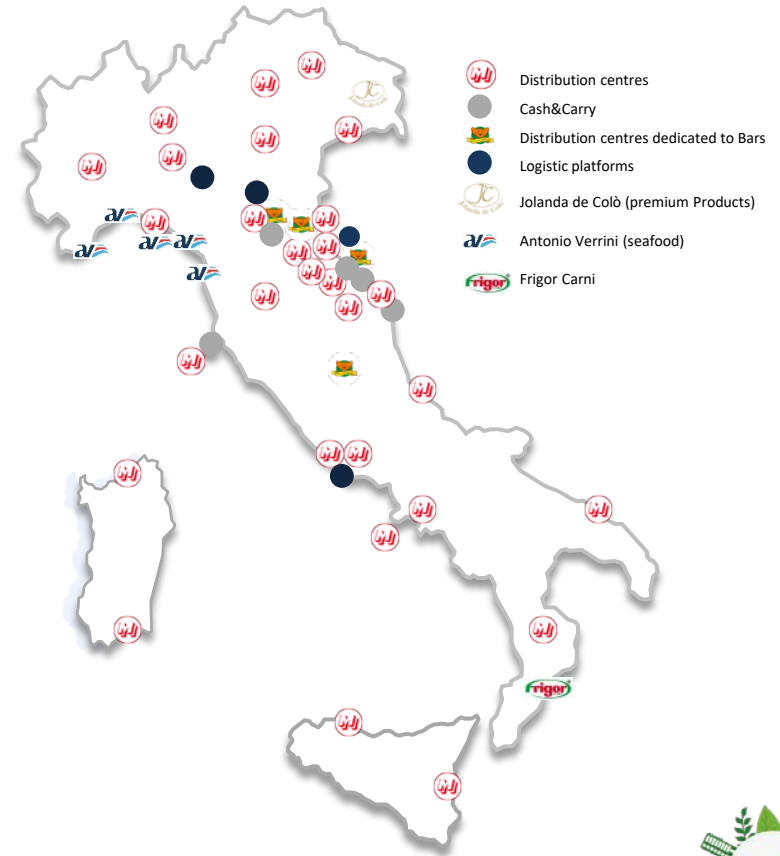 Distribution centres
Cash&Carry
Distribution centres dedicated to Bars
Logistic platforms
Jolanda de Colò (premium Products)
Antonio Verrini (seafood)
Frigor Carni